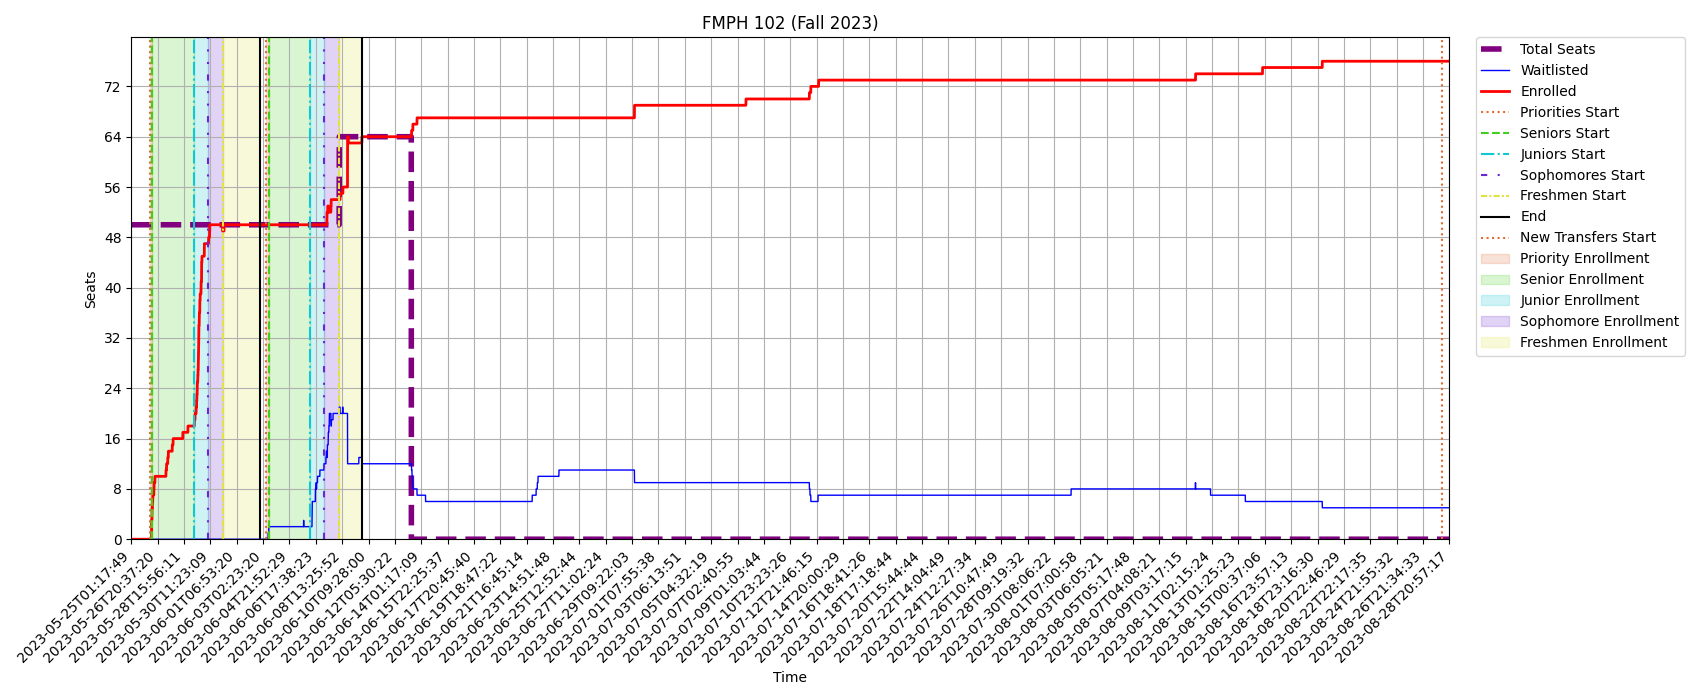 FMPH 102 (Fall 2023)
Seats
72
64
56
48
40
32
24
16
8
0
2023-05-25T01:17:49
2023-05-26T20:37:20
2023-05-28T15:56:11
2023-05-30T11:23:09
2023-06-01T06:53:20
2023-06-03T02:23:20
2023-06-04T21:52:29
2023-06-06T17:38:23
2023-06-08T13:25:52
2023-06-10T09:28:00
2023-06-12T05:30:22
2023-06-14T01:17:09
2023-06-15T22:25:37
2023-06-17T20:45:40
2023-06-19T18:47:22
2023-06-21T16:45:14
2023-06-23T14:51:48
2023-06-25T12:52:44
2023-06-27T11:02:24
2023-06-29T09:22:03
2023-07-01T07:55:38
2023-07-03T06:13:51
2023-07-05T04:32:19
2023-07-07T02:40:55
2023-07-09T01:03:44
2023-07-10T23:23:26
2023-07-12T21:46:15
2023-07-14T20:00:29
2023-07-16T18:41:26
2023-07-18T17:18:44
2023-07-20T15:44:44
2023-07-22T14:04:49
2023-07-24T12:27:34
2023-07-26T10:47:49
2023-07-28T09:19:32
2023-07-30T08:06:22
2023-08-01T07:00:58
2023-08-03T06:05:21
2023-08-05T05:17:48
2023-08-07T04:08:21
2023-08-09T03:17:15
2023-08-11T02:15:24
2023-08-13T01:25:23
2023-08-15T00:37:06
2023-08-16T23:57:13
2023-08-18T23:16:30
2023-08-20T22:46:29
2023-08-22T22:17:35
2023-08-24T21:55:32
2023-08-26T21:34:33
2023-08-28T20:57:17
Time
Total Seats
Waitlisted
Enrolled
Priorities Start
Seniors Start
Juniors Start
Sophomores Start
Freshmen Start
End
New Transfers Start
Priority Enrollment
Senior Enrollment
Junior Enrollment
Sophomore Enrollment
Freshmen Enrollment